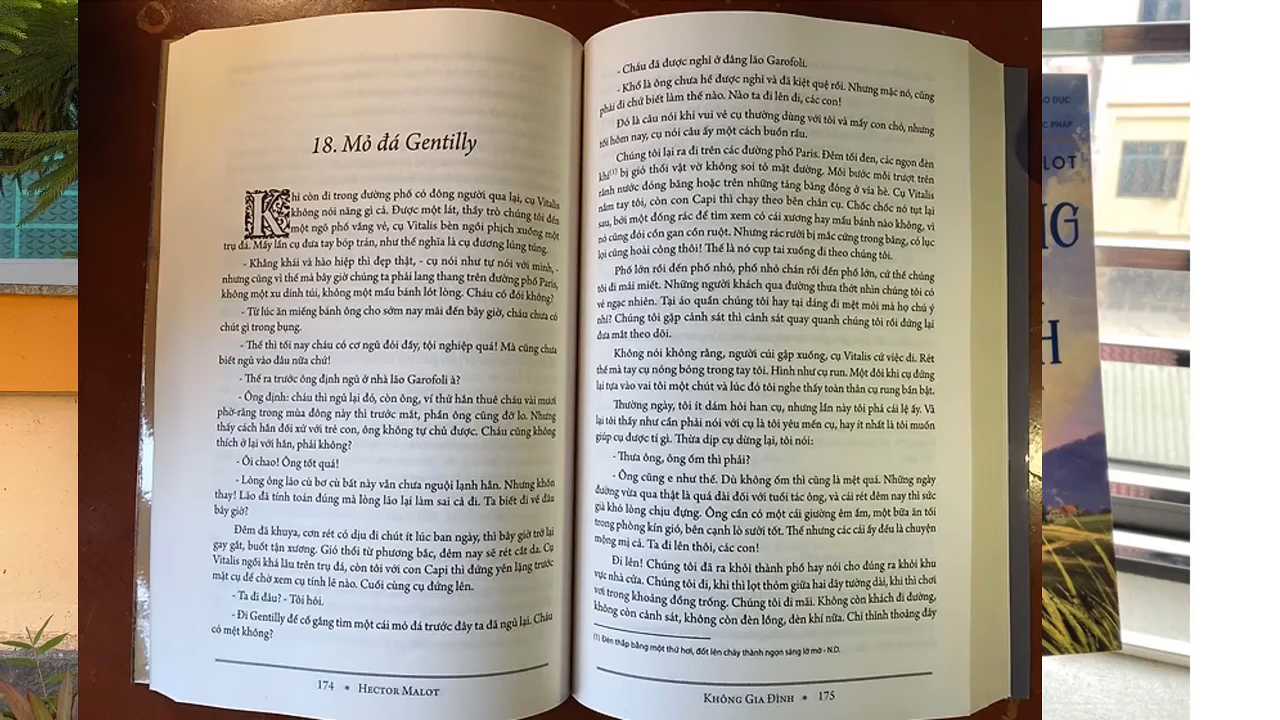 18. Mỏ đá Gentilly
Khi còn đi trong đường phố có đông người qua lại, cụ Vitalis
không nói năng gì cả. Được một lát, thầy trò chúng tôi đến
một ngõ phố vắng vẻ, cụ Vitalis bèn ngồi phịch xuống một
trụ đá. Mấy lần cụ đưa tay bóp trán, như thế nghĩa là cụ đương lúng túng.
- Khẳng khái và hào hiệp thì đẹp thật, - cụ nói như tự nói với mình, -
nhưng cũng vì thế mà bây giờ chúng ta phải lang thang trên đường phố Paris,
không một xu dính túi, không một mẩu bánh lót lòng. Cháu có đói không?
- Từ lúc ăn miếng bánh ông cho sớm nay mãi đến bây giờ, cháu chưa có
chút gì trong bụng.
- Thế thì tối nay cháu có cơ ngủ đói đấy, tội nghiệp quá! Mà cũng chưa
biết ngủ vào đâu nữa chứ!
- Thế ra trước ông định ngủ ở nhà lão Garofoli à?
- Ông định: cháu thì ngủ lại đó, còn ông, ví thử hắn thuê cháu vài mươi
phờ-răng trong mùa đông này thì trước mắt, phần ông cũng đỡ lo. Nhưng
thấy cách hắn đối xử với trẻ con, ông không tự chủ được. Cháu cũng không
thích ở lại với hắn, phải không?
- Ôi chao! Ông tốt quá!
- Lòng ông lão cù bơ cù bất này vẫn chưa nguội lạnh hẳn. Nhưng khốn
thay! Lão đã tính toán đúng mà lòng lão lại làm sai cả đi. Ta biết đi về đâu
bây giờ?
Đêm đã khuya, cơn rét có dịu đi chút ít lúc ban ngày, thì bây giờ trở lại
gay gắt, buốt tận xương. Gió thổi từ phương bắc, đêm nay sẽ rét cắt da. Cụ
Vitalis ngồi khá lâu trên trụ đá, còn tôi với con Capi thì đứng yên lặng trước
mặt cụ để chờ xem cụ tính lẽ nào. Cuối cùng cụ đứng lên.
- Ta đi đâu? - Tôi hỏi.
- Đi Gentilly để cố gắng tìm một cái mỏ đá trước đây ta đã ngủ lại. Cháu
có mệt không?
174 * HECTOR MALOT
- Cháu đã được nghỉ ở đằng lão Garofoli.
- Khổ là ông chưa hề được nghỉ và đã kiệt quệ rồi. Nhưng mặc nó, cũng
phải đi chứ biết làm thế nào. Nào ta đi lên đi, các con!
Đó là câu nói khi vui vẻ cụ thường dùng với tôi và mấy con chó, nhưng
tối hôm nay, cụ nói câu ấy một cách buồn rầu.
Chúng tôi lại ra đi trên các đường phố Paris. Đêm tối đen, các ngọn đèn
khí(1) bị gió thổi vật vờ không soi tỏ mặt đường. Mỗi bước mỗi trượt trên
rãnh nước đóng băng hoặc trên những tảng băng đóng ở vỉa hè. Cụ Vitalis
nắm tay tôi, còn con Capi thì chạy theo bên chân cụ. Chốc chốc nó tụt lại
sau, bới một đống rác để tìm xem có cái xương hay mẩu bánh nào không, vì
nó cũng đói cồn gan cồn ruột. Nhưng rác rưởi bị mắc cứng trong băng, có lục
lọi cũng hoài công thôi! Thế là nó cụp tai xuống đi theo chúng tôi.
Phố lớn rồi đến phố nhỏ, phố nhỏ chán rồi đến phố lớn, cứ thế chúng
tôi đi mải miết. Những người khách qua đường thưa thớt nhìn chúng tôi có
vẻ ngạc nhiên. Tại áo quần chúng tôi hay tại dáng đi mệt mỏi mà họ chú ý
nhỉ? Chúng tôi gặp cảnh sát thì cảnh sát quay quanh chúng tôi rồi dừng lại
đưa mắt theo dõi.
Không nói không rằng, người cúi gập xuống, cụ Vitalis cứ việc đi. Rét
thế mà tay cụ nóng bỏng trong tay tôi. Hình như cụ run. Một đôi khi cụ đứng
lại tựa vào vai tôi một chút và lúc đó tôi nghe thấy toàn thân cụ rung bần bật.
Thường ngày, tôi ít dám hỏi han cụ, nhưng lần này tôi phá cái lệ ấy. Vả
lại tôi thấy như cần phải nói với cụ là tôi yêu mến cụ, hay ít nhất là tôi muốn
giúp cụ được tí gì. Thừa dịp cụ dừng lại, tôi nói:
- Thưa ông, ông ốm thì phải?
- Ông cũng e như thế. Dù không ốm thì cũng là mệt quá. Những ngày
đường vừa qua thật là quá dài đối với tuổi tác ông, và cái rét đêm nay thì sức
già khó lòng chịu đựng. Ông cần có một cái giường êm ấm, một bữa ăn tối
trong phòng kín gió, bên cạnh lò sưởi tốt. Thế nhưng các cái ấy đều là chuyện
mộng mị cả. Ta đi lên thôi, các con!
Đi lên! Chúng tôi đã ra khỏi thành phố hay nói cho đúng ra khỏi khu
vực nhà cửa. Chúng tôi đi, khi thì lọt thỏm giữa hai dãy tường dài, khi thì chơi
vơi trong khoảng đồng trống. Chúng tôi đi mãi. Không còn khách đi đường,
không còn cảnh sát, không còn đèn lồng, đèn khí nữa. Chỉ thỉnh thoảng đây
(1) Đèn thắp bằng một thứ hơi, đốt lên cháy thành ngọn sáng lờ mờ - N.D.
KHÔNG GIA ĐÌNH * 175
O DỤC
C PHÁP
LOT
NG
H